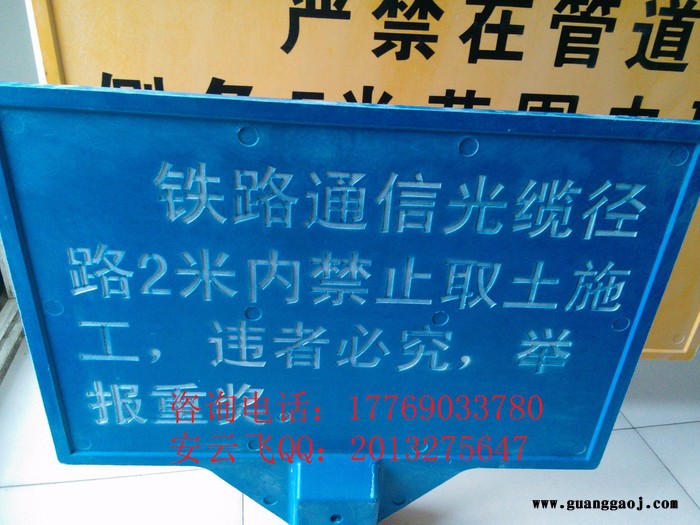 严禁在管道
铁路通信光缆径
路2米内禁止取土施
工，违者必究，举
报重奖。
咨询电话：17769033780
安云飞QQ：2013275647
www.guanggaoj.com